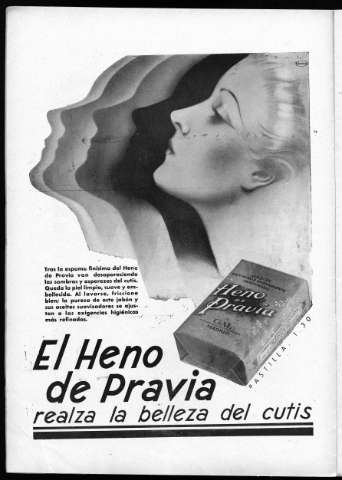 Tras la espuma finísima del Heno
de Pravia van desapareciendo
las sombras y asperezas del cutis.
Queda la piel limpia, suave y em-
bellecida. Al lavarse, friccione
bien: la pureza de este jabón y
sus aceites suavizadores se ajus-
tan a las exigencias higiénicas
más refinadas.
Heno
de
Pravia
PASTILLA 1,30
El Heno
de Pravia
realza la belleza del cutis